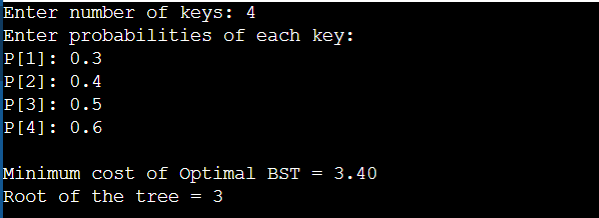 Enter number of keys: 4
Enter probabilities of each key:
P[1]: 0.3
P[2]: 0.4
P[3]: 0.5
P[4]: 0.6
Minimum cost of Optimal BST = 3.40
Root of the tree = 3